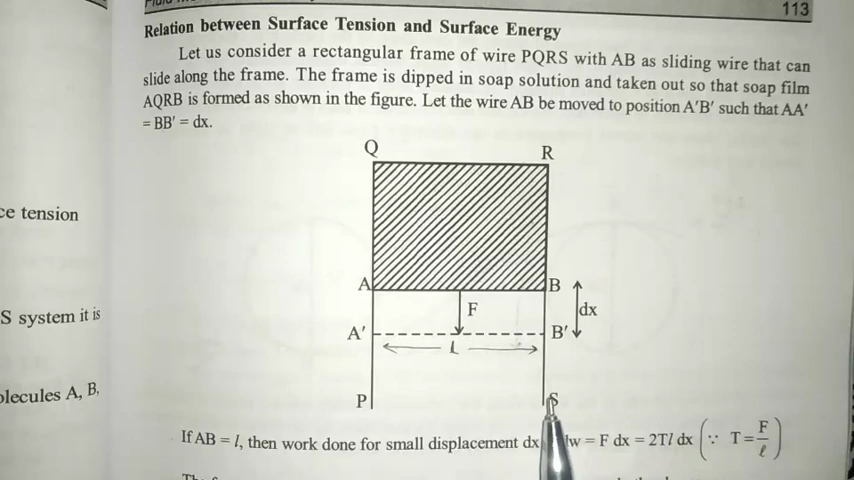 113
Relation between Surface Tension and Surface Energy
Let us consider a rectangular frame of wire PQRS with AB as sliding wire that can
slide along the frame. The frame is dipped in soap solution and taken out so that soap film
AQRB is formed as shown in the figure. Let the wire AB be moved to position A′B′ such that AA′
= BB′ = dx.
Q
R
ce tension
A
B
F
dx
S system it is
A′
B′
L
olecules A, B,
P
S
If AB = l, then work done for small displacement dx w = F dx = 2Tl dx (∵ T = F/ℓ)